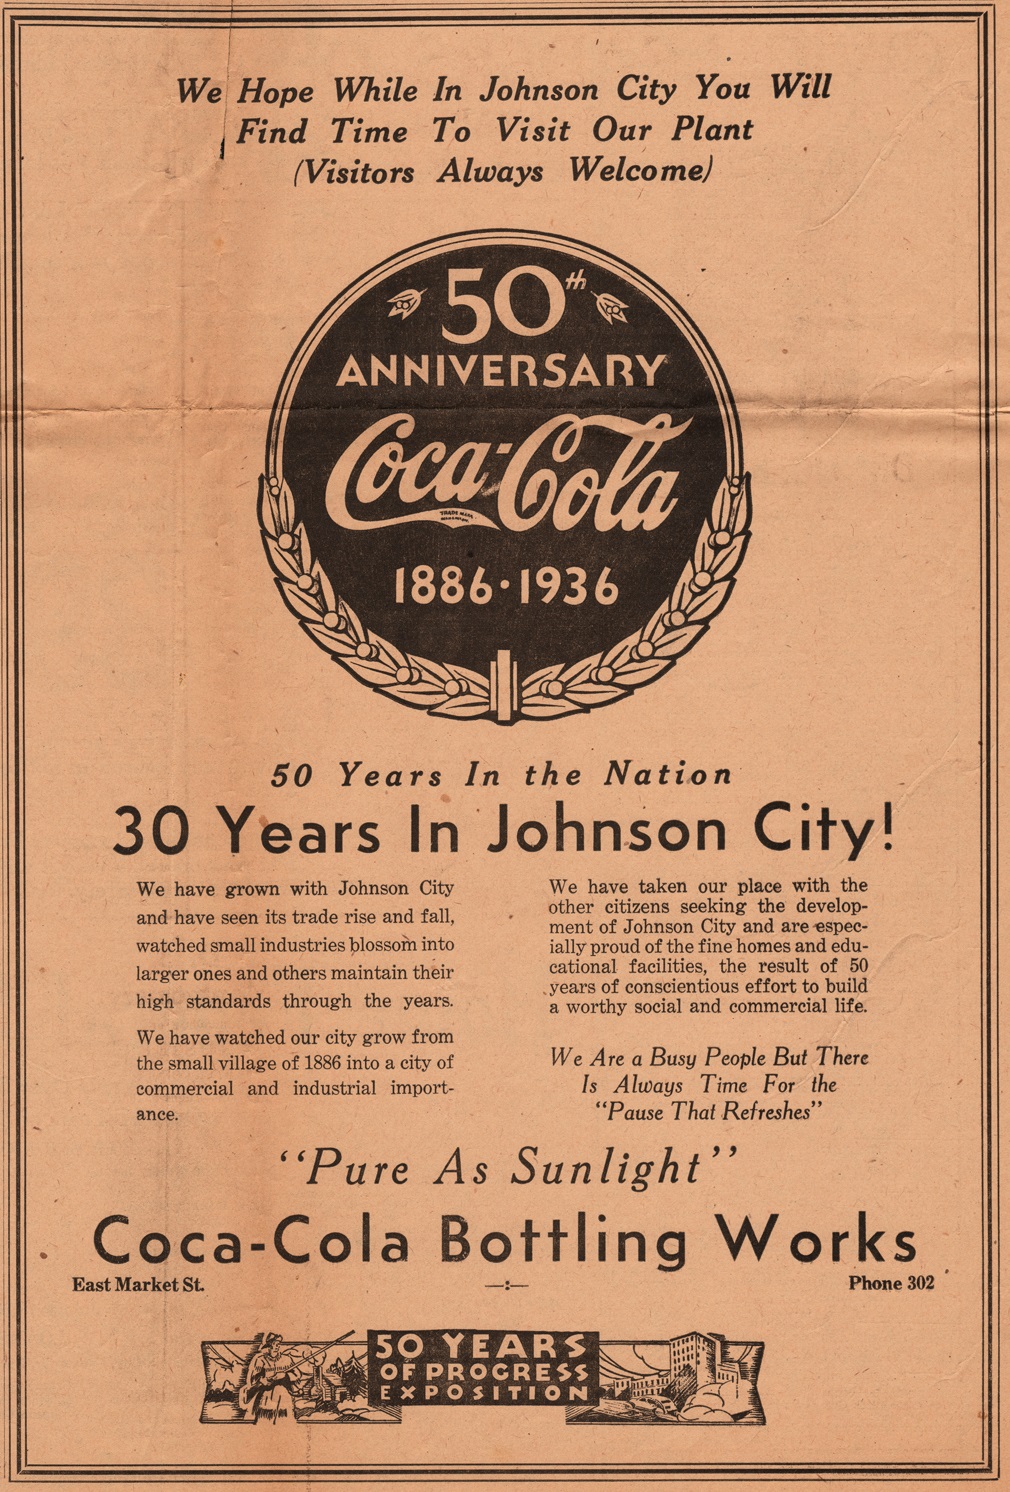 We Hope While In Johnson City You Will
Find Time To Visit Our Plant
(Visitors Always Welcome)
50th
ANNIVERSARY
Coca-Cola
TRADE MARK
1886·1936
50 Years In the Nation
30 Years In Johnson City!
We have grown with Johnson City
and have seen its trade rise and fall,
watched small industries blossom into
larger ones and others maintain their
high standards through the years.
We have watched our city grow from
the small village of 1886 into a city of
commercial and industrial import-
ance.
We have taken our place with the
other citizens seeking the develop-
ment of Johnson City and are espec-
ially proud of the fine homes and edu-
cational facilities, the result of 50
years of conscientious effort to build
a worthy social and commercial life.
We Are a Busy People But There
Is Always Time For the
"Pause That Refreshes"
"Pure As Sunlight"
Coca-Cola Bottling Works
East Market St. —:— Phone 302
50 YEARS
OF PROGRESS
EXPOSITION